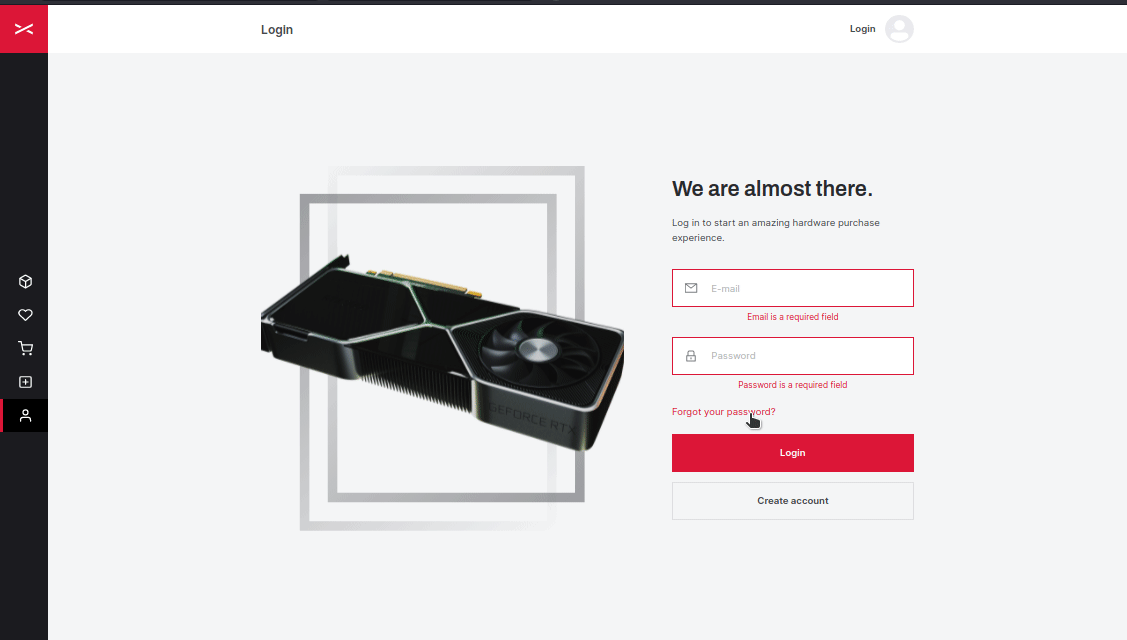 Login
Login
We are almost there.
Log in to start an amazing hardware purchase
experience.
E-mail
Email is a required field
Password
Password is a required field
Forgot your password?
Login
Create account
GEFORCE RTX